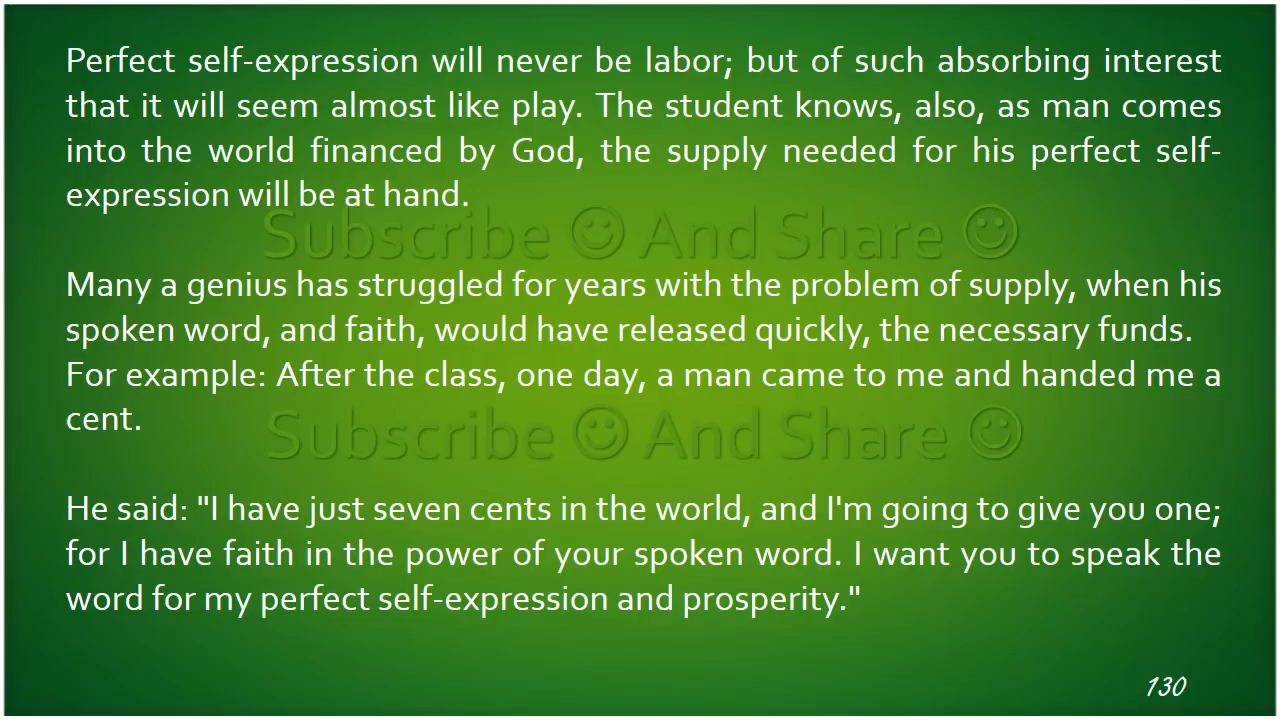 Perfect self-expression will never be labor; but of such absorbing interest
that it will seem almost like play. The student knows, also, as man comes
into the world financed by God, the supply needed for his perfect self-
expression will be at hand.
Subscribe ☺ And Share ☺
Many a genius has struggled for years with the problem of supply, when his
spoken word, and faith, would have released quickly, the necessary funds.
For example: After the class, one day, a man came to me and handed me a
cent.
Subscribe ☺ And Share ☺
He said: "I have just seven cents in the world, and I'm going to give you one;
for I have faith in the power of your spoken word. I want you to speak the
word for my perfect self-expression and prosperity."
130